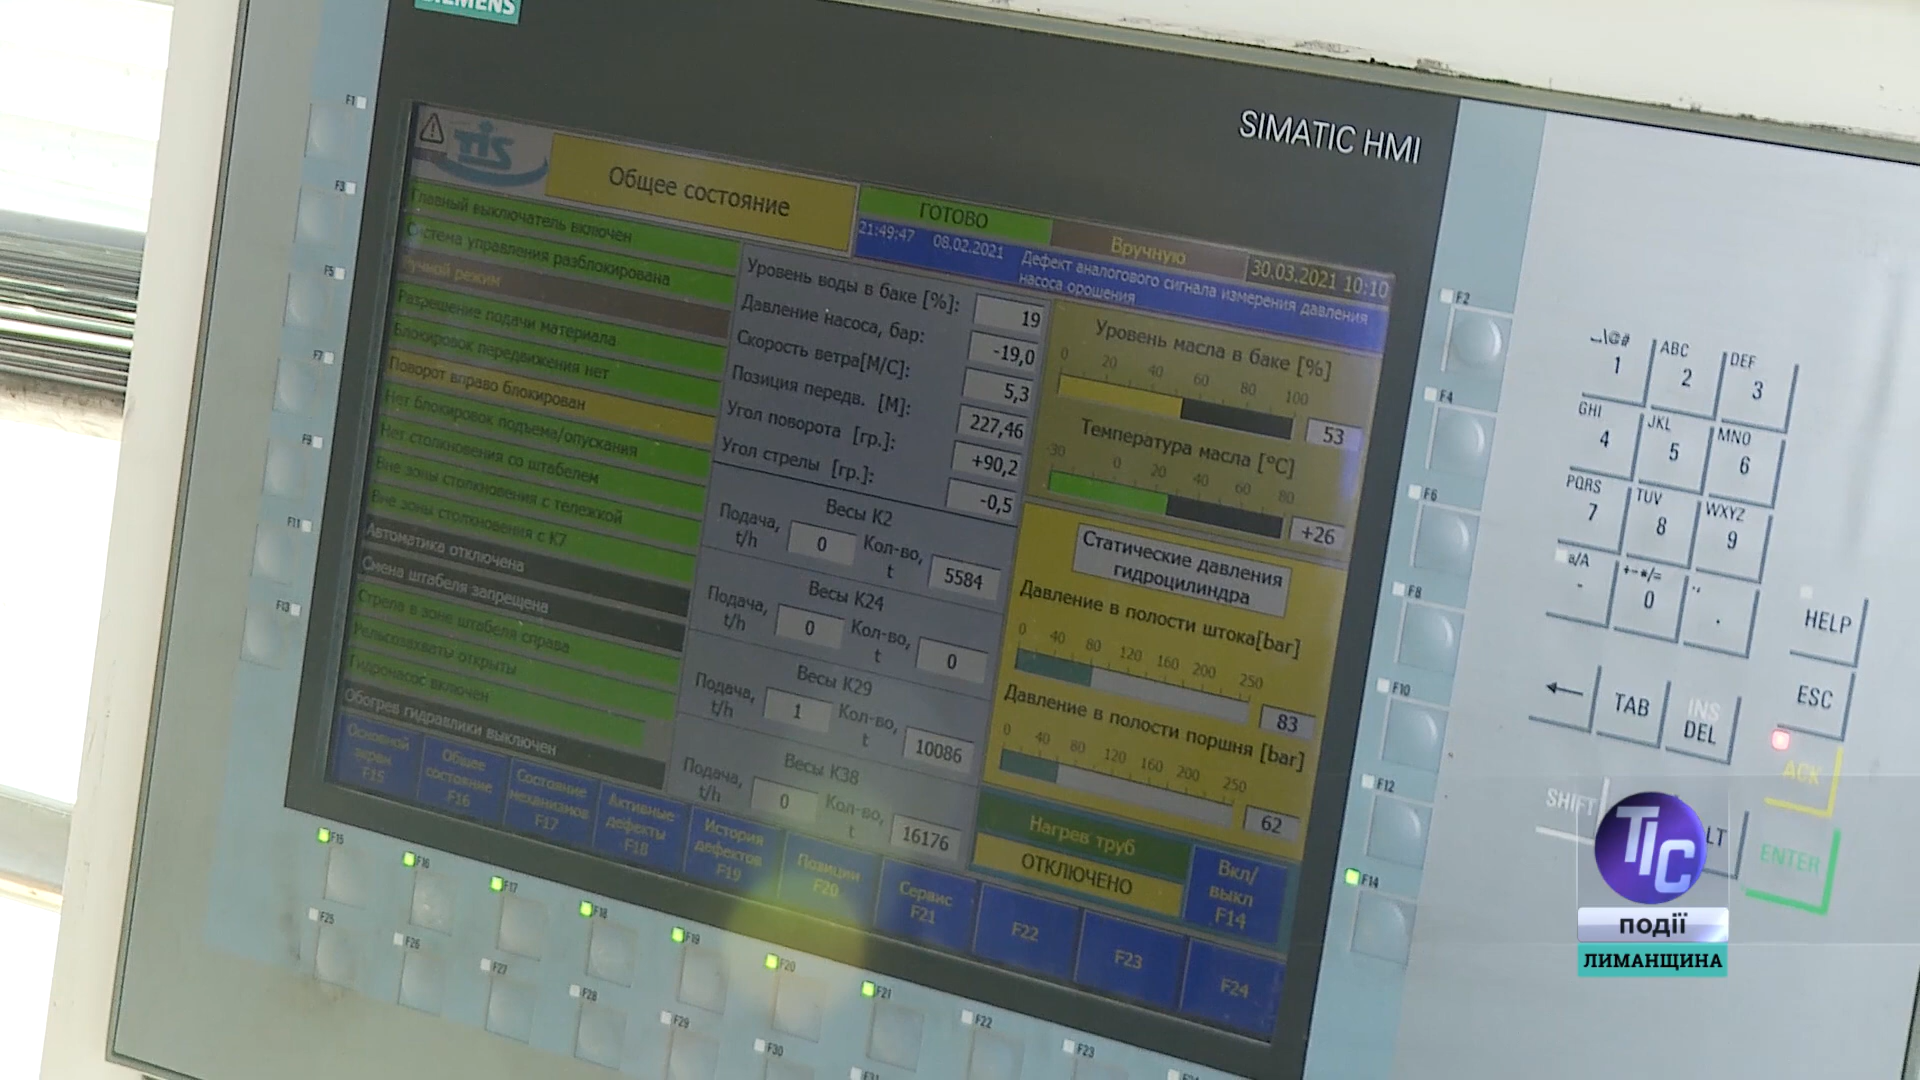 SIEMENS
SIMATIC HMI
TIS
Общее состояние
ГОТОВО
Вручную
30.03.2021 10:10
21:49:47 08.02.2021 Дефект аналогового сигнала измерения давления
насоса орошения
Главный выключатель включен
Система управления разблокирована
Ручной режим
Разрешение подачи материала
Блокировок передвижения нет
Поворот вправо блокирован
Нет блокировок подъема/опускания
Нет столкновения со штабелем
Вне зоны столкновения с тележкой
Вне зоны столкновения с К7
Автоматика отключена
Смена штабеля запрещена
Стрела в зоне штабеля справа
Рельсозахваты открыты
Гидронасос включен
Обогрев гидравлики выключен
Уровень воды в баке [%]: 19
Давление насоса, бар: -19,0
Скорость ветра[М/С]: 5,3
Позиция передв. [М]: 227,46
Угол поворота [гр.]: +90,2
Угол стрелы [гр.]: -0,5
Весы К2
Подача, t/h 0 Кол-во, t 5584
Весы К24
Подача, t/h 0 Кол-во, t 0
Весы К29
Подача, t/h 1 Кол-во, t 10086
Весы К38
Подача, t/h 0 Кол-во, t 16176
Уровень масла в баке [%]
0 20 40 60 80 100
53
Температура масла [°C]
-30 0 20 40 60 80
+26
Статические давления
гидроцилиндра
Давление в полости штока[bar]
0 40 80 120 160 200 250
83
Давление в полости поршня [bar]
0 40 80 120 160 200 250
62
Нагрев труб
ОТКЛЮЧЕНО
Вкл/
выкл
F14
Основной
экран
F15
Общее
состояние
F16
Состояние
механизмов
F17
Активные
дефекты
F18
История
дефектов
F19
Позиции
F20
Сервис
F21
F22
F23
F24
F1
F3
F5
F7
F9
F11
F13
F2
F4
F6
F8
F10
F12
F14
F15 F16 F17 F18 F19 F20 F21 F22 F23
F25 F26 F27 F28 F29 F30 F31
\@# 1
ABC 2
DEF 3
GHI 4
JKL 5
MNO 6
PQRS 7
TUV 8
WXYZ 9
a/A -
+-*/= 0
.
HELP
TAB
INS
DEL
ESC
ACK
SHIFT
ENTER
ТІС
події
ЛИМАНЩИНА